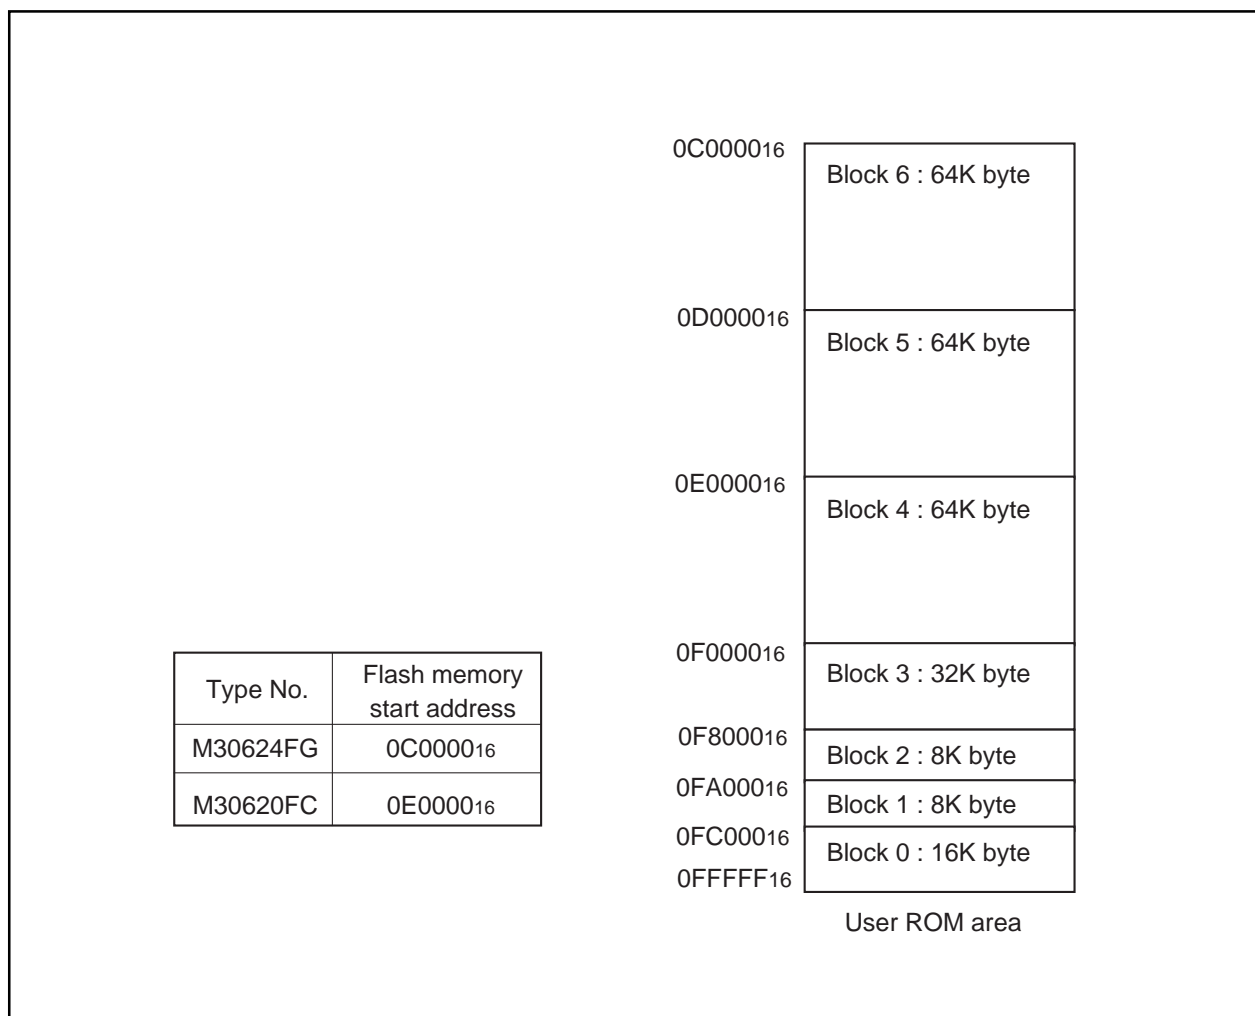 0C000016
Block 6 : 64K byte
0D000016
Block 5 : 64K byte
0E000016
Block 4 : 64K byte
0F000016
Block 3 : 32K byte
0F800016
Block 2 : 8K byte
0FA00016
Block 1 : 8K byte
0FC00016
Block 0 : 16K byte
0FFFFF16
User ROM area
Type No.
Flash memory
start address
M30624FG
0C000016
M30620FC
0E000016